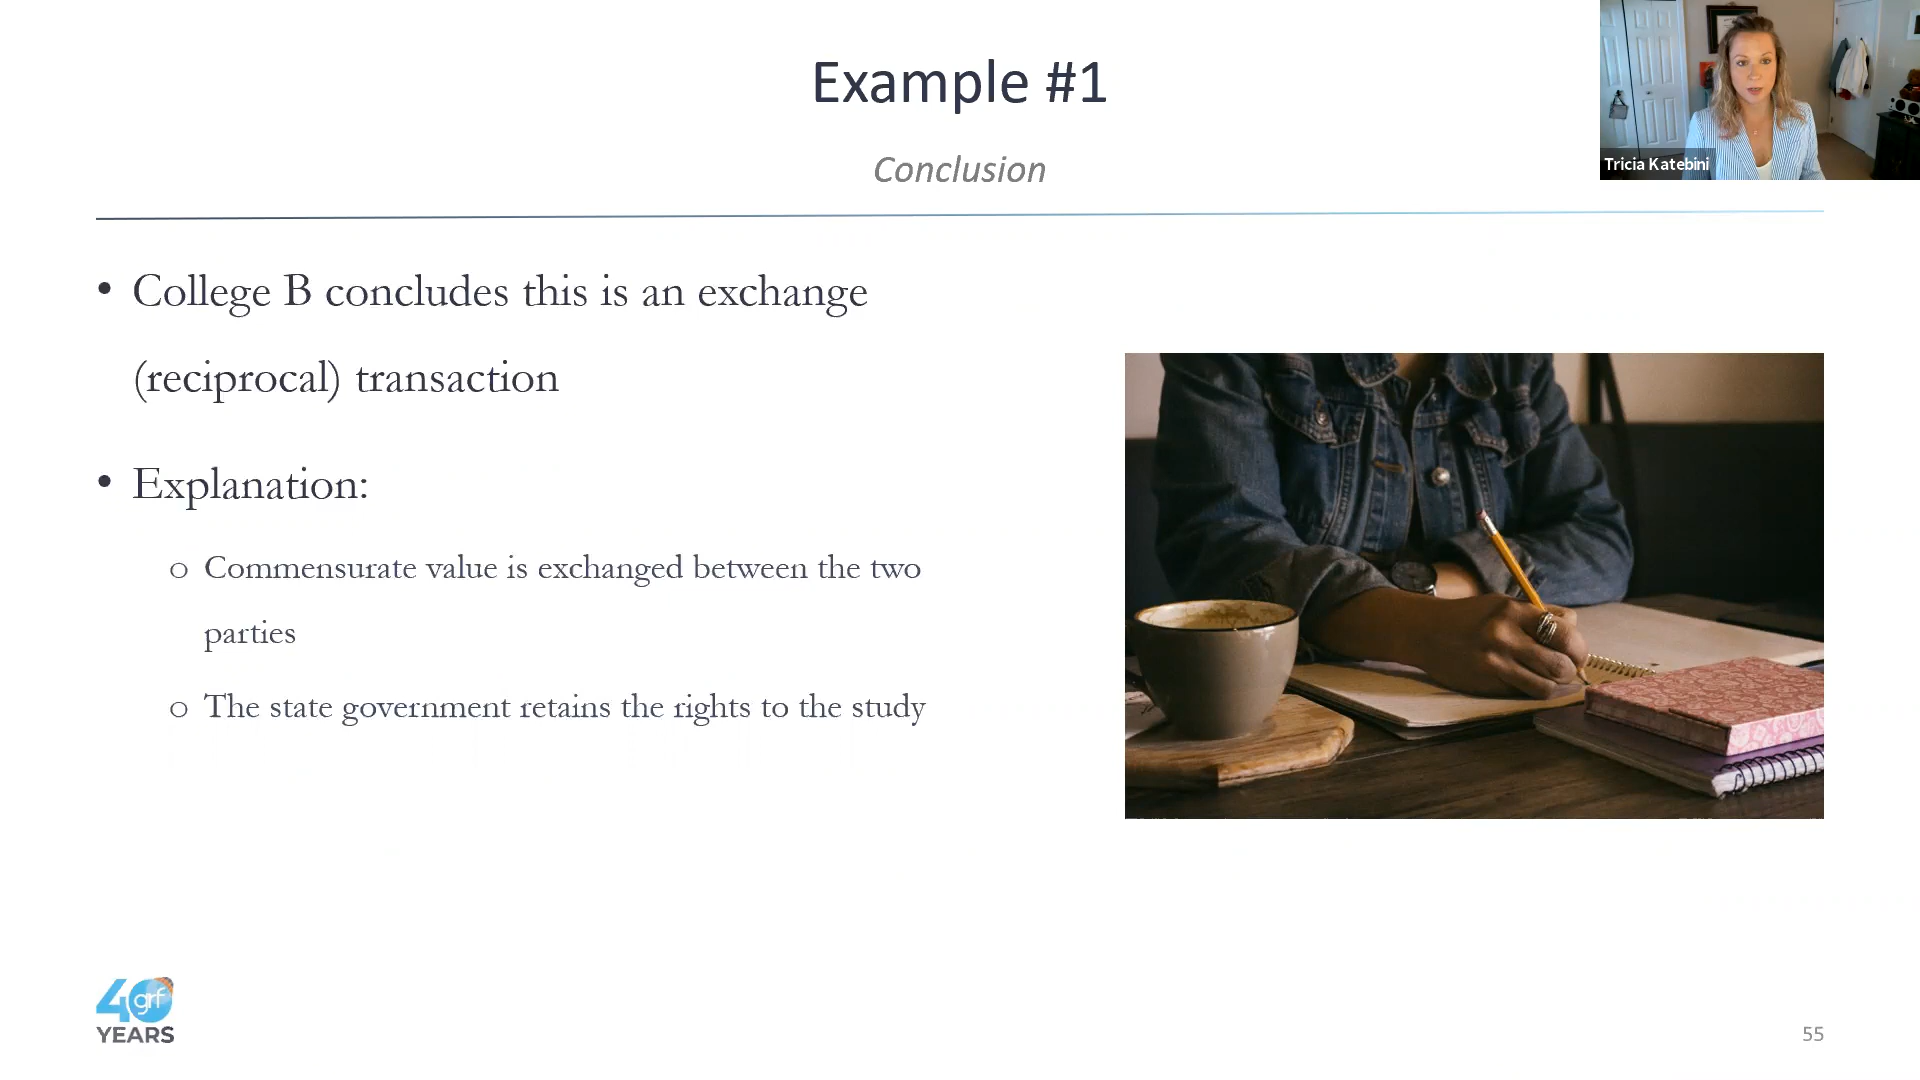 Example #1
Conclusion
Tricia Katebini
• College B concludes this is an exchange
(reciprocal) transaction
• Explanation:
o Commensurate value is exchanged between the two
parties
o The state government retains the rights to the study
40 grf
YEARS
55